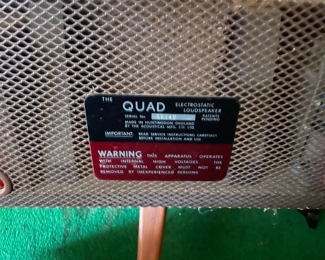 THE QUAD ELECTROSTATIC LOUDSPEAKER
SERIAL No. PATENTS PENDING.
MADE IN HUNTINGDON ENGLAND
BY THE ACOUSTICAL MFG. CO. LTD.
IMPORTANT. READ SERVICE INSTRUCTIONS CAREFULLY
BEFORE INSTALLATION AND USE
WARNING THIS APPARATUS OPERATES
WITH INTERNAL HIGH VOLTAGES THE
PROTECTIVE METAL COVER MUST NOT BE
REMOVED BY INEXPERIENCED PERSONS.